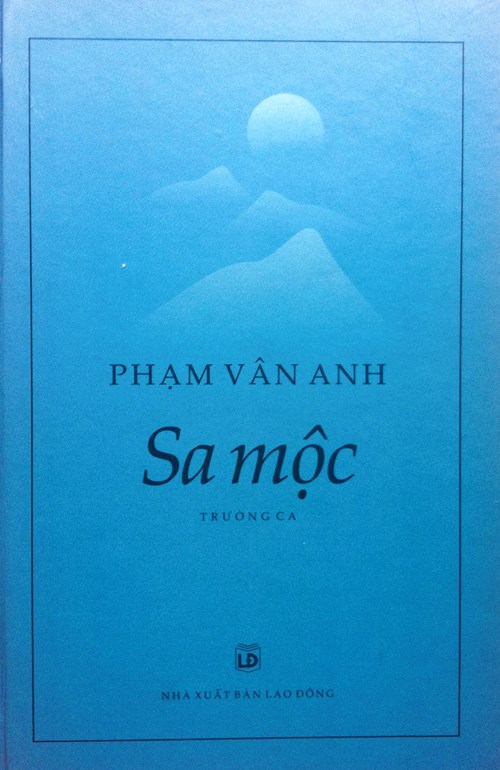 PHẠM VÂN ANH
Sa mộc
TRƯỜNG CA
LĐ
NHÀ XUẤT BẢN LAO ĐỘNG